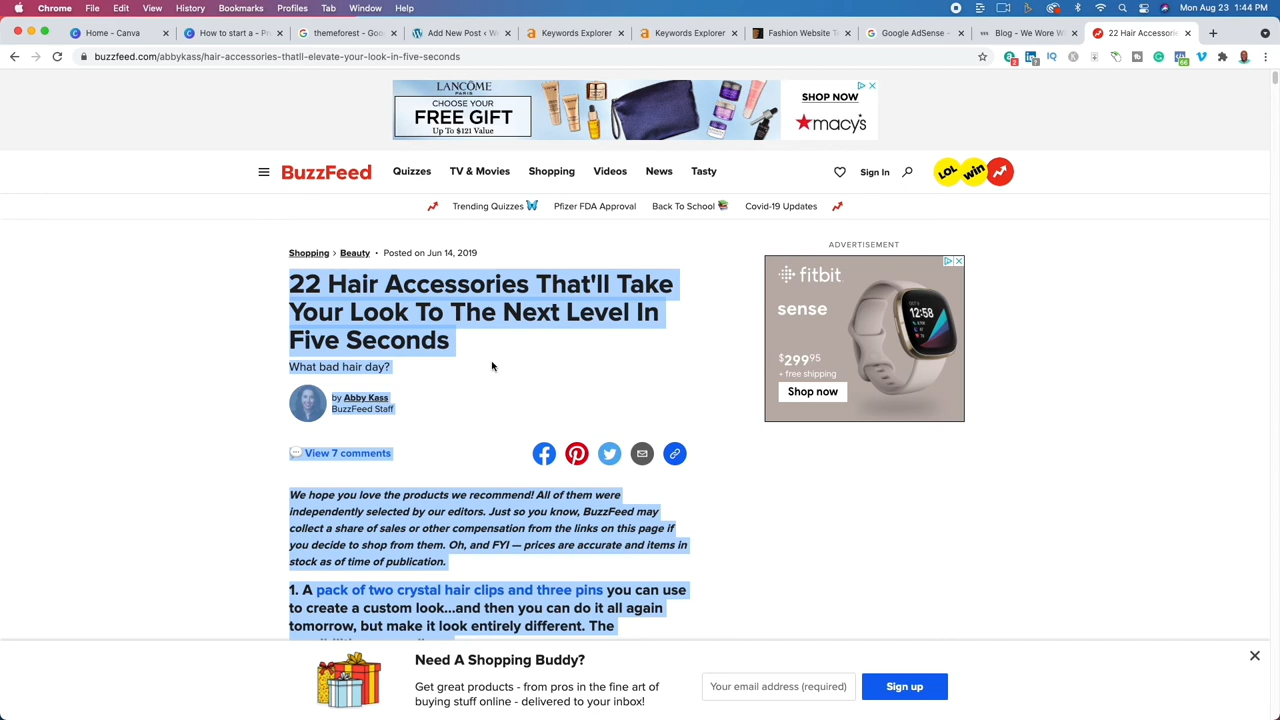 Chrome File Edit View History Bookmarks Profiles Tab Window Help Mon Aug 23 1:44 PM
Home - Canva
How to start a - P
themeforest - Goo
Add New Post ‹ W
Keywords Explorer
Keywords Explorer
Fashion Website T
Google AdSense -
Blog - We Wore W
22 Hair Accessorie
buzzfeed.com/abbykass/hair-accessories-thatll-elevate-your-look-in-five-seconds
LANCÔME
PARIS
CHOOSE YOUR
FREE GIFT
Up To $121 Value
SHOP NOW
★macy's
BuzzFeed Quizzes TV & Movies Shopping Videos News Tasty Sign In LOL win
Trending Quizzes Pfizer FDA Approval Back To School Covid-19 Updates
Shopping › Beauty • Posted on Jun 14, 2019
22 Hair Accessories That'll Take
Your Look To The Next Level In
Five Seconds
What bad hair day?
by Abby Kass
BuzzFeed Staff
View 7 comments
We hope you love the products we recommend! All of them were
independently selected by our editors. Just so you know, BuzzFeed may
collect a share of sales or other compensation from the links on this page if
you decide to shop from them. Oh, and FYI — prices are accurate and items in
stock as of time of publication.
1. A pack of two crystal hair clips and three pins you can use
to create a custom look...and then you can do it all again
tomorrow, but make it look entirely different. The
ADVERTISEMENT
fitbit
sense
12:58
$299.95
+ free shipping
Shop now
Need A Shopping Buddy?
Get great products - from pros in the fine art of
buying stuff online - delivered to your inbox!
Your email address (required)
Sign up